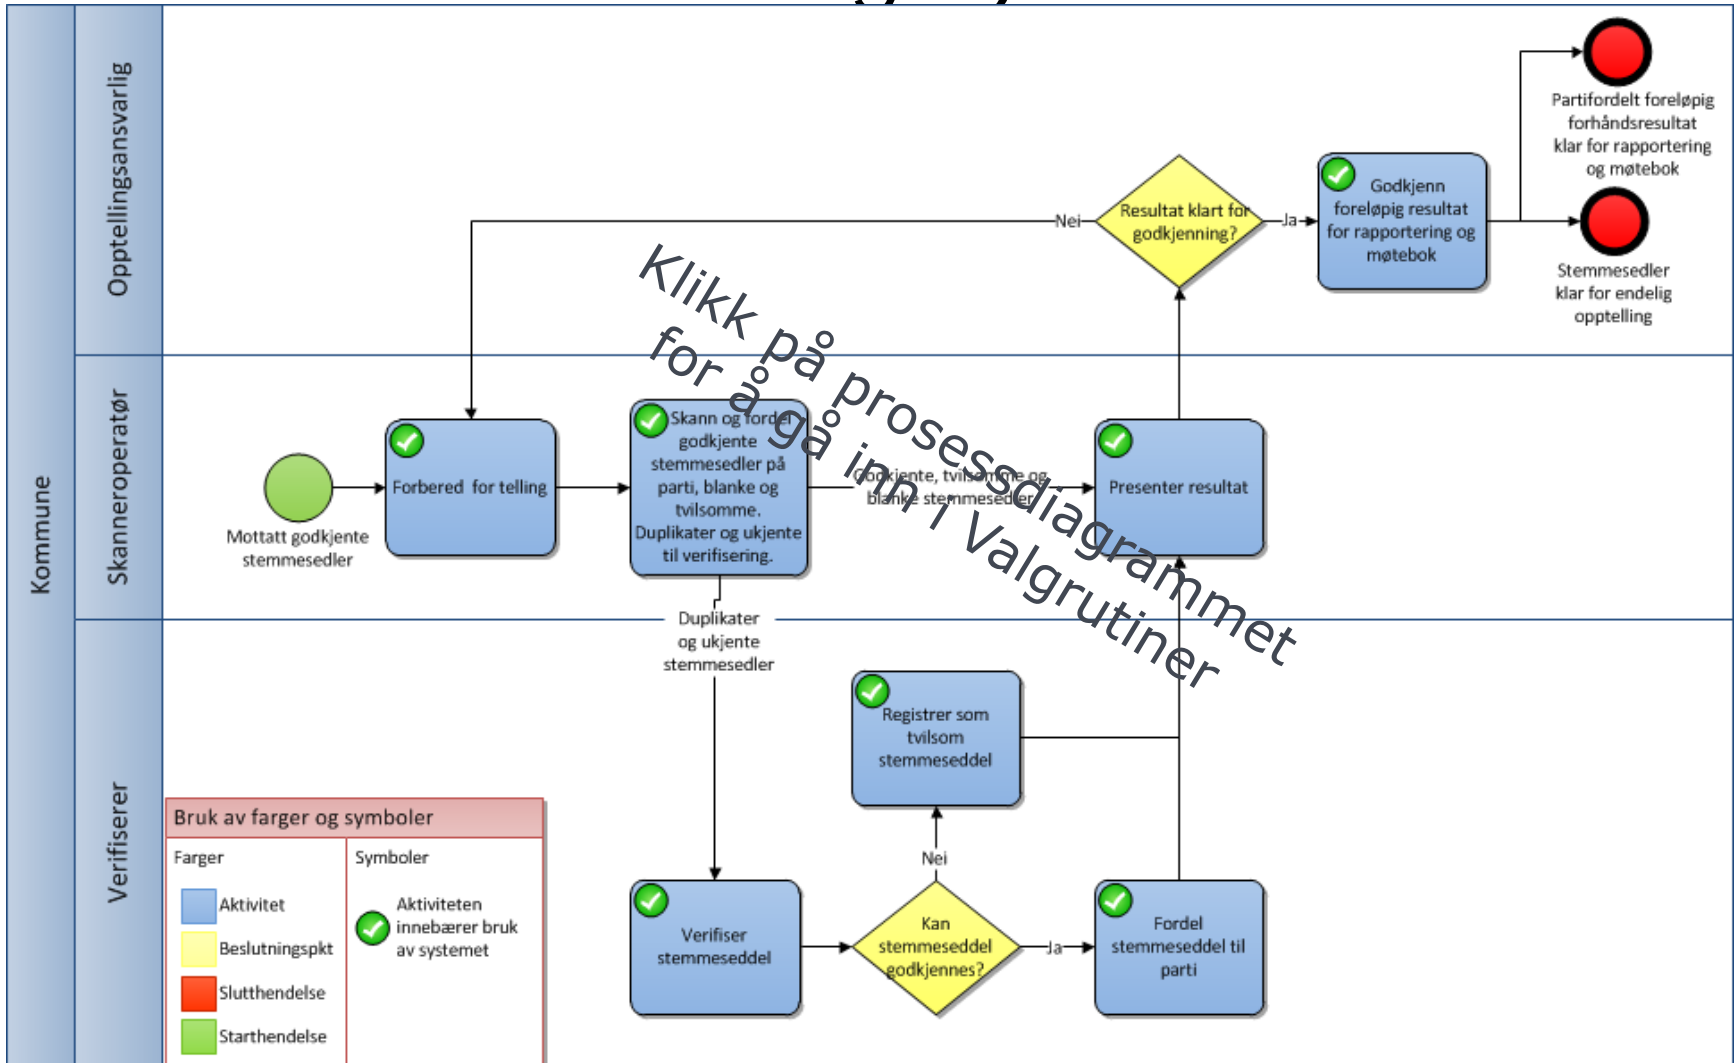 Kommune
Opptellingsansvarlig
Skanneroperatør
Verifiserer
Partifordelt foreløpig
forhåndsresultat
klar for rapportering
og møtebok
Godkjenn
foreløpig resultat
for rapportering og
møtebok
Resultat klart for
godkjenning?
Nei
Ja
Stemmesedler
klar for endelig
opptelling
Klikk på prosessdiagrammet
for å gå inn i Valgrutiner
Mottatt godkjente
stemmesedler
Forbered for telling
Skann og fordel
godkjente
stemmesedler på
parti, blanke og
tvilsomme.
Duplikater og ukjente
til verifisering.
Godkjente, tvilsomme og
blanke stemmesedler
Presenter resultat
Duplikater
og ukjente
stemmesedler
Registrer som
tvilsom
stemmeseddel
Nei
Verifiser
stemmeseddel
Kan
stemmeseddel
godkjennes?
Ja
Fordel
stemmeseddel til
parti
Bruk av farger og symboler
Farger
Aktivitet
Beslutningspkt
Slutthendelse
Starthendelse
Symboler
Aktiviteten
innebærer bruk
av systemet